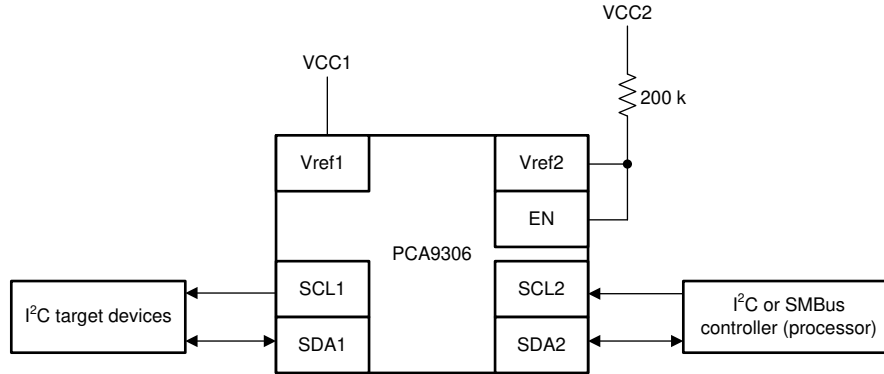 VCC2
VCC1
200 k
Vref1
Vref2
EN
PCA9306
SCL1
SCL2
I²C target devices
I²C or SMBus
controller (processor)
SDA1
SDA2